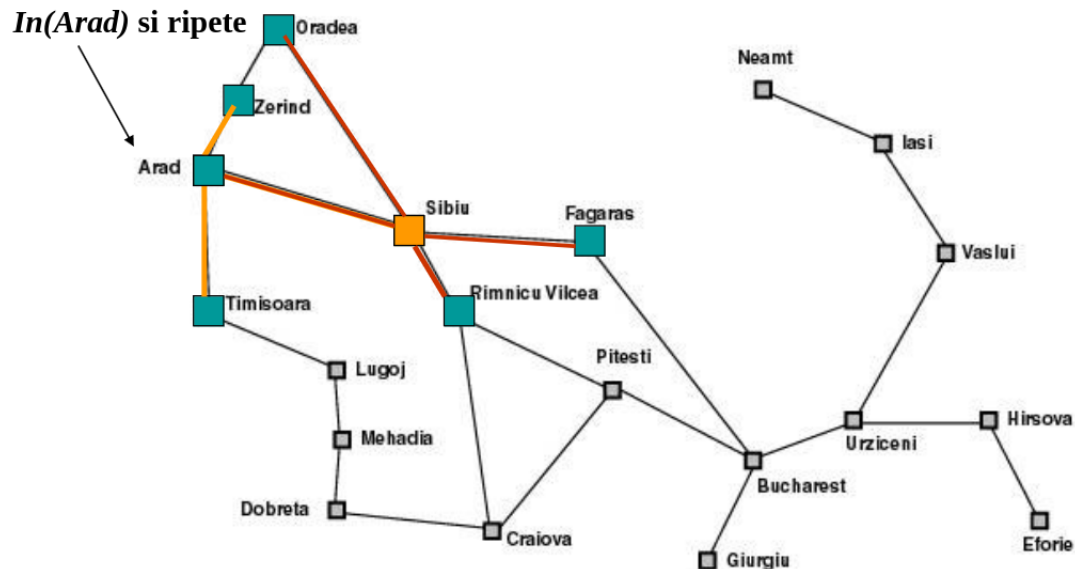 In(Arad) si ripete
Oradea
Neamt
Zerind
Iasi
Arad
Sibiu
Fagaras
Vaslui
Timisoara
Rimnicu Vilcea
Pitesti
Lugoj
Hirsova
Mehadia
Urziceni
Bucharest
Dobreta
Craiova
Eforie
Giurgiu